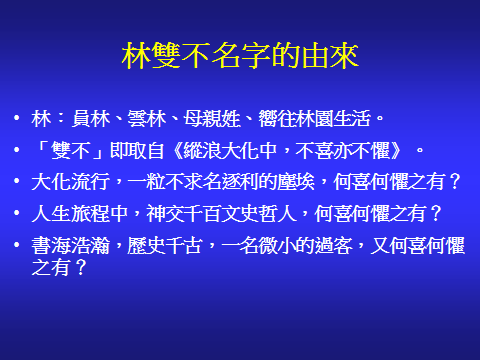 林雙不名字的由來
• 林：員林、雲林、母親姓、嚮往林園生活。
• 「雙不」即取自《縱浪大化中，不喜亦不懼》。
• 大化流行，一粒不求名逐利的塵埃，何喜何懼之有？
• 人生旅程中，神交千百文史哲人，何喜何懼之有？
• 書海浩瀚，歷史千古，一名微小的過客，又何喜何懼
之有？